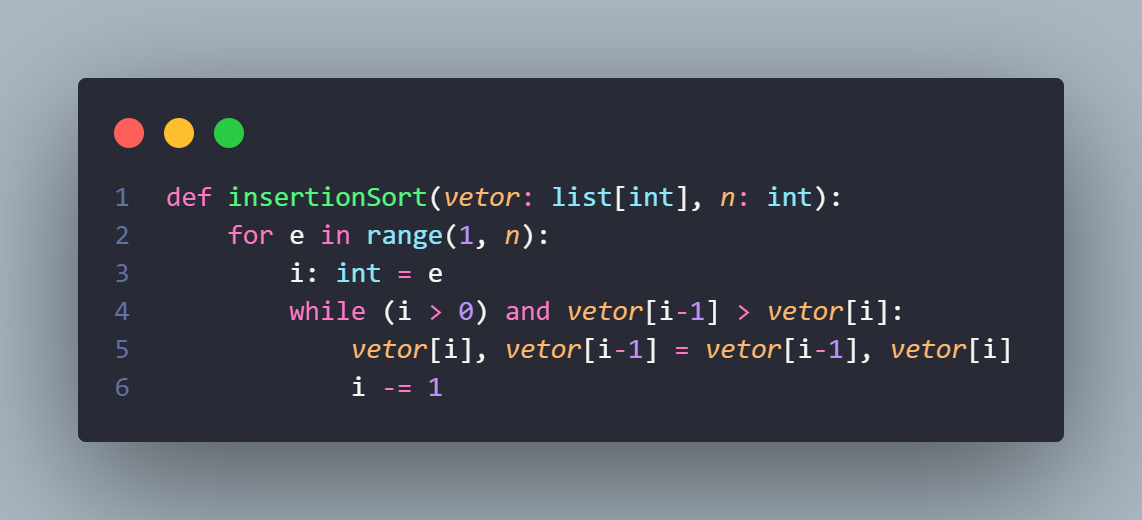 1 def insertionSort(vetor: list[int], n: int):
2     for e in range(1, n):
3         i: int = e
4         while (i > 0) and vetor[i-1] > vetor[i]:
5             vetor[i], vetor[i-1] = vetor[i-1], vetor[i]
6             i -= 1